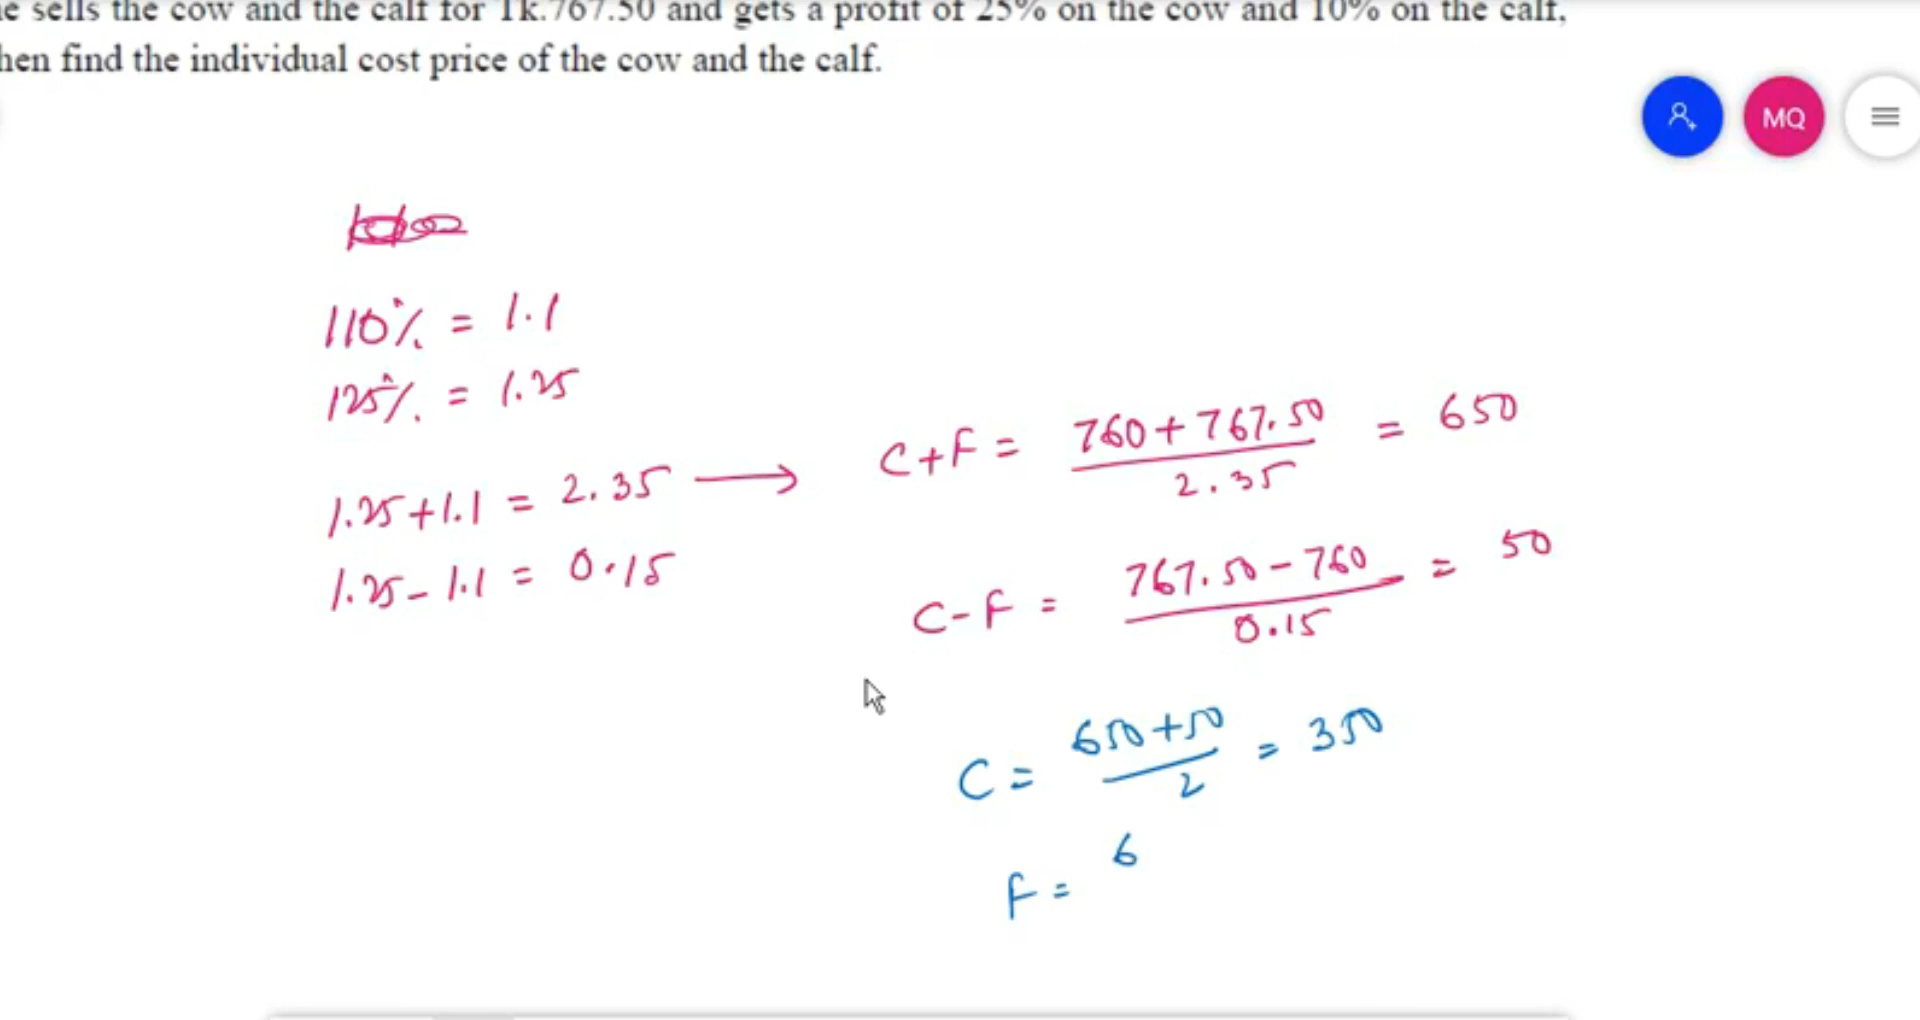 sells the cow and the calf for Tk.767.50 and gets a profit of 25% on the cow and 10% on the calf,
hen find the individual cost price of the cow and the calf.
MQ
110% = 1.1
125% = 1.25
1.25+1.1 = 2.35 → C+F = 760+767.50 / 2.35 = 650
1.25-1.1 = 0.15
C-F = 767.50-760 / 0.15 = 50
C = 650+50 / 2 = 350
F = 6